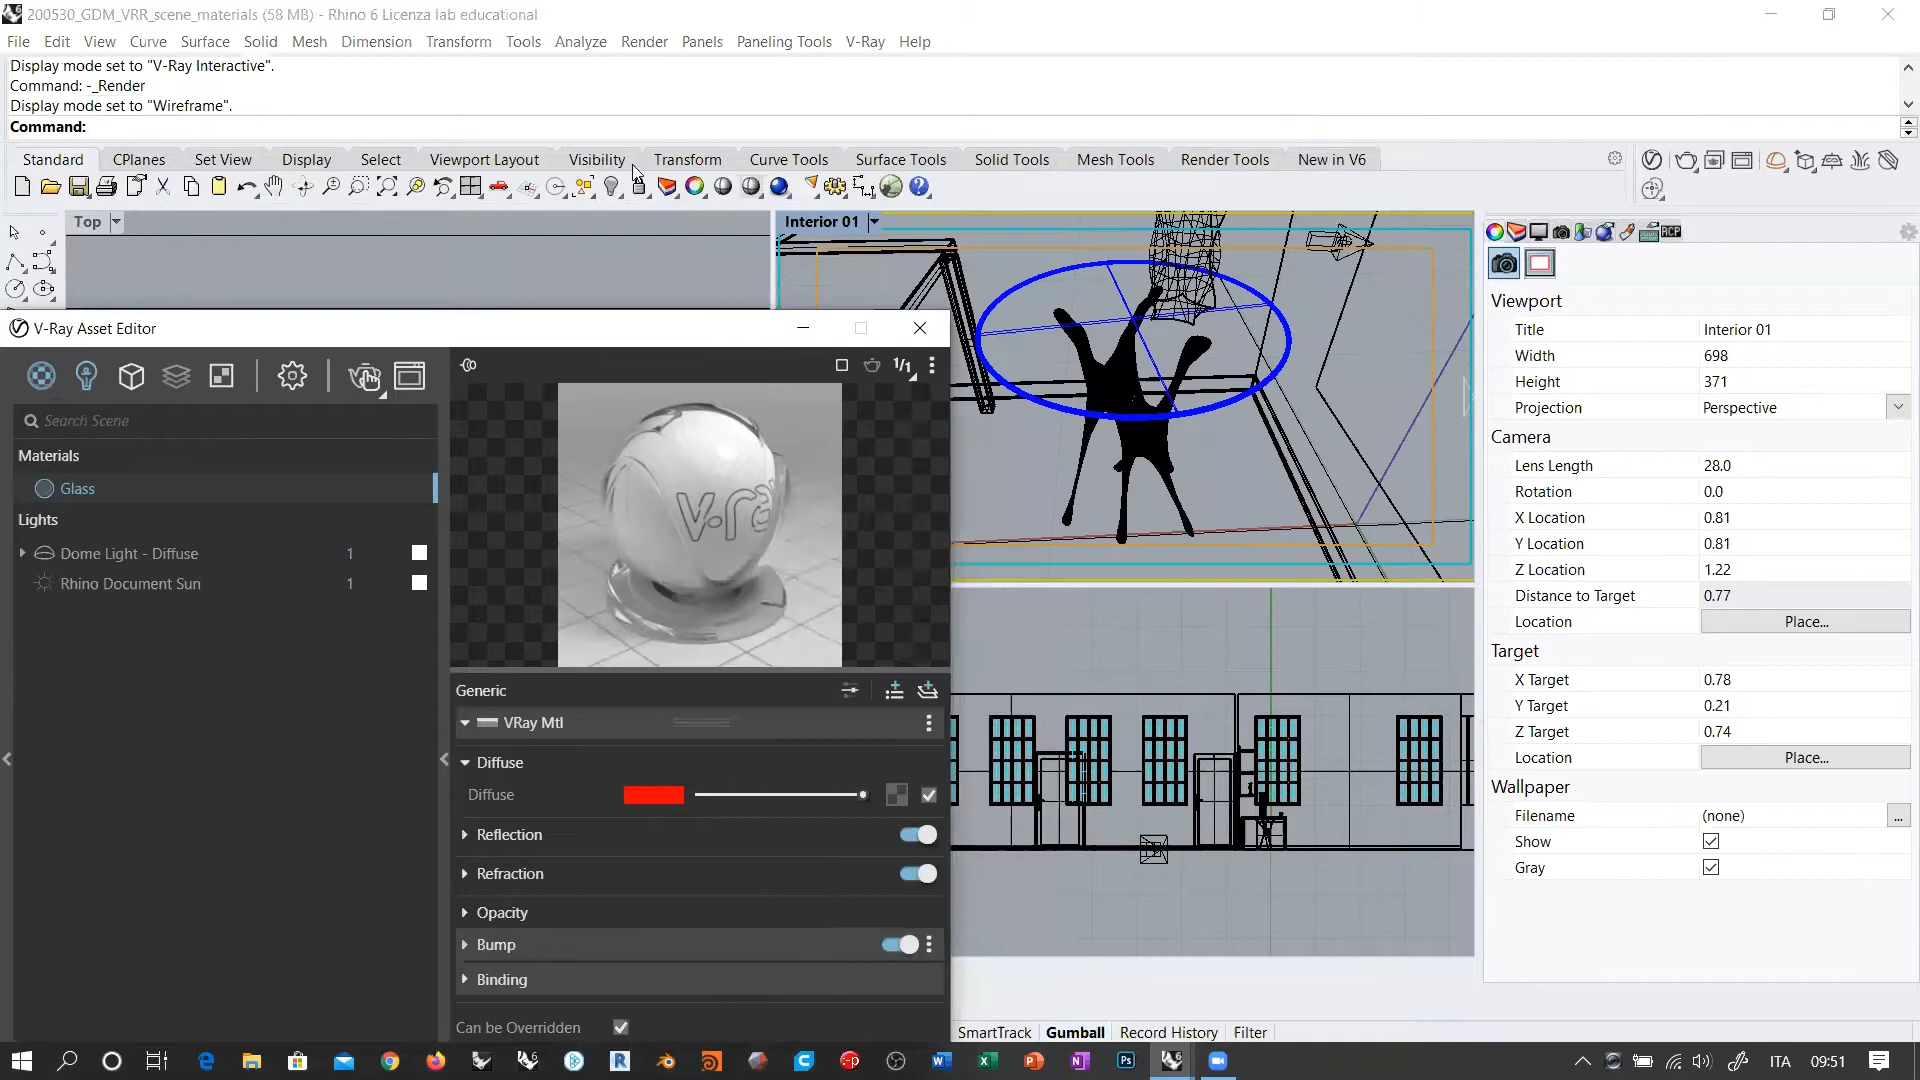 200530_GDM_VRR_scene_materials (58 MB) - Rhino 6 Licenza lab educational
File Edit View Curve Surface Solid Mesh Dimension Transform Tools Analyze Render Panels Paneling Tools V-Ray Help
Display mode set to "V-Ray Interactive".
Command: -_Render
Display mode set to "Wireframe".
Command:
Standard CPlanes Set View Display Select Viewport Layout Visibility Transform Curve Tools Surface Tools Solid Tools Mesh Tools Render Tools New in V6
Top
Interior 01
RCP
V-Ray Asset Editor
1/1
Search Scene
Materials
Glass
Lights
Dome Light - Diffuse 1
Rhino Document Sun 1
v·ra
Generic
VRay Mtl
Diffuse
Diffuse
Reflection
Refraction
Opacity
Bump
Binding
Can be Overridden
Viewport
Title Interior 01
Width 698
Height 371
Projection Perspective
Camera
Lens Length 28.0
Rotation 0.0
X Location 0.81
Y Location 0.81
Z Location 1.22
Distance to Target 0.77
Location Place...
Target
X Target 0.78
Y Target 0.21
Z Target 0.74
Location Place...
Wallpaper
Filename (none) ...
Show
Gray
SmartTrack Gumball Record History Filter
ITA 09:51